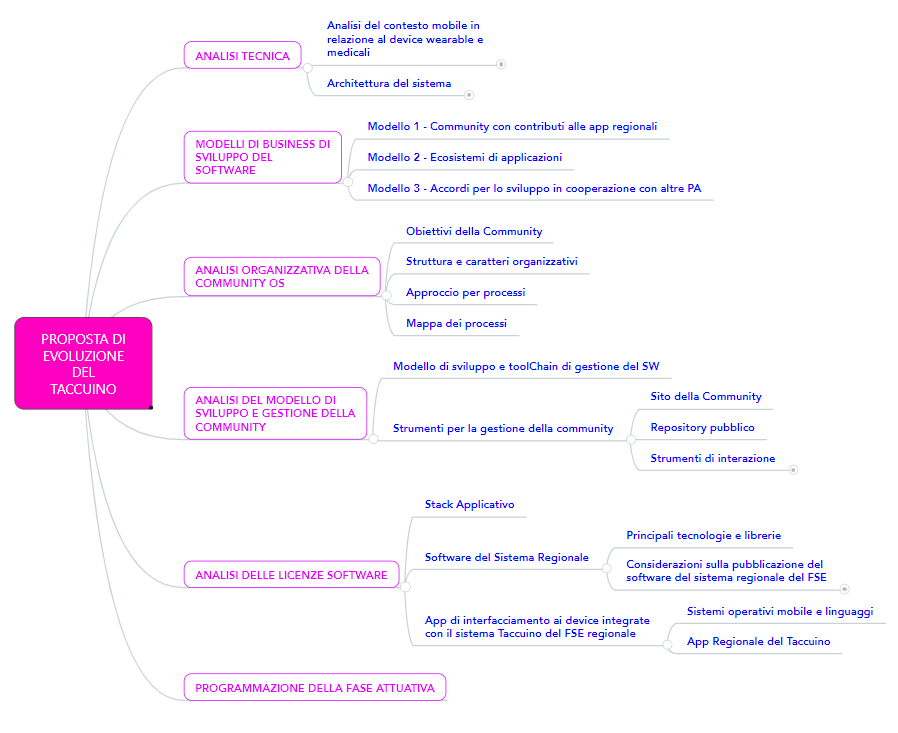 PROPOSTA DI
EVOLUZIONE
DEL
TACCUINO
ANALISI TECNICA
Analisi del contesto mobile in
relazione al device wearable e
medicali
Architettura del sistema
MODELLI DI BUSINESS DI
SVILUPPO DEL
SOFTWARE
Modello 1 - Community con contributi alle app regionali
Modello 2 - Ecosistemi di applicazioni
Modello 3 - Accordi per lo sviluppo in cooperazione con altre PA
ANALISI ORGANIZZATIVA DELLA
COMMUNITY OS
Obiettivi della Community
Struttura e caratteri organizzativi
Approccio per processi
Mappa dei processi
ANALISI DEL MODELLO DI
SVILUPPO E GESTIONE DELLA
COMMUNITY
Modello di sviluppo e toolChain di gestione del SW
Strumenti per la gestione della community
Sito della Community
Repository pubblico
Strumenti di interazione
ANALISI DELLE LICENZE SOFTWARE
Stack Applicativo
Software del Sistema Regionale
Principali tecnologie e librerie
Considerazioni sulla pubblicazione del
software del sistema regionale del FSE
App di interfacciamento ai device integrate
con il sistema Taccuino del FSE regionale
Sistemi operativi mobile e linguaggi
App Regionale del Taccuino
PROGRAMMAZIONE DELLA FASE ATTUATIVA